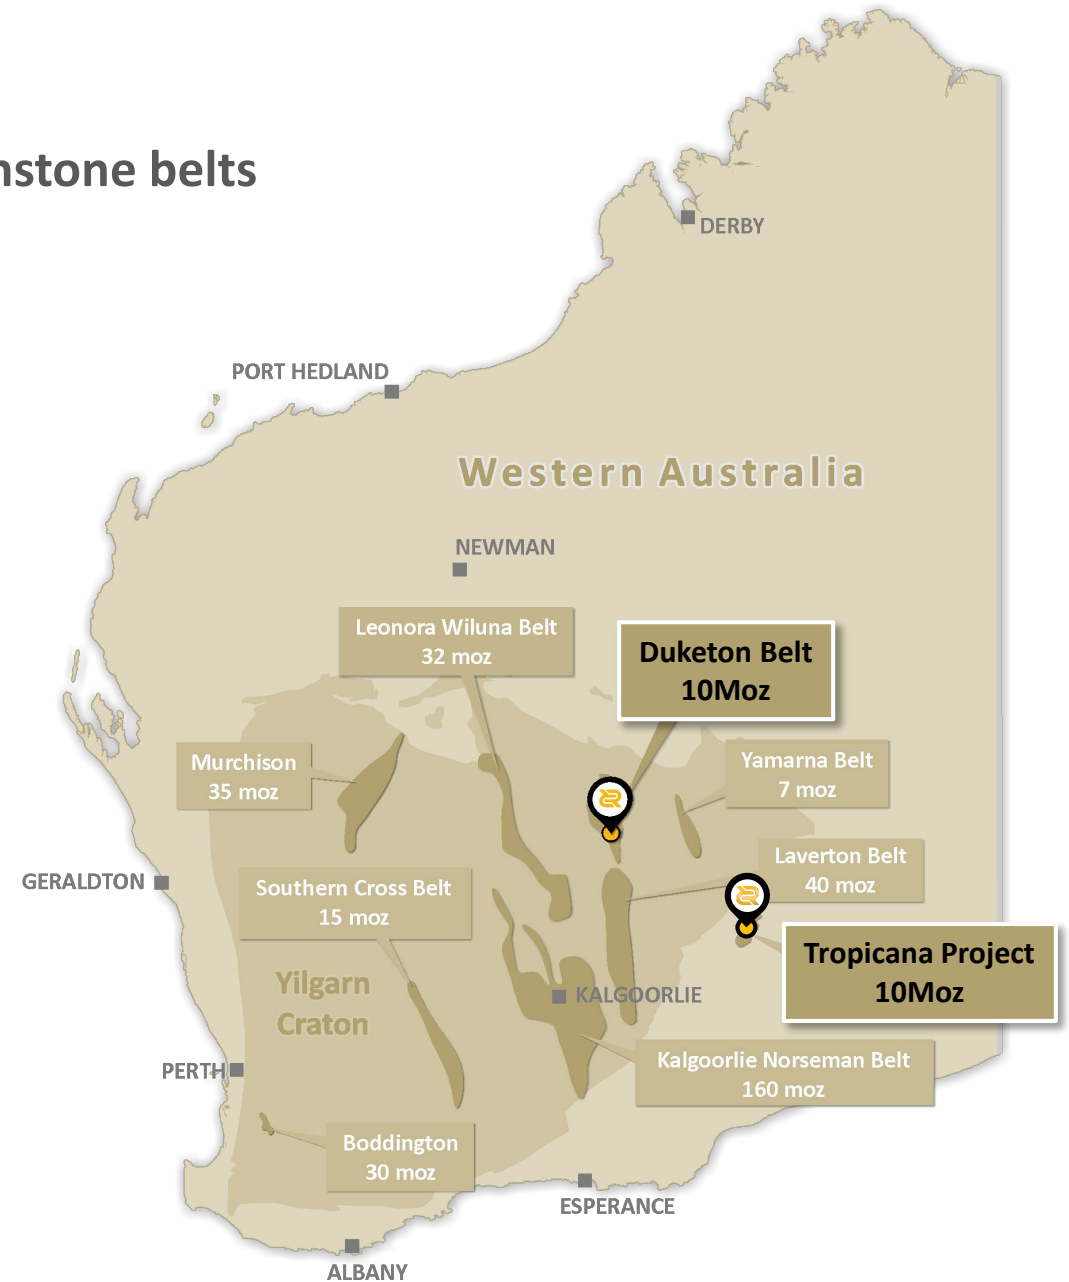 nstone belts
DERBY
PORT HEDLAND
Western Australia
NEWMAN
Leonora Wiluna Belt
32 moz
Duketon Belt
10Moz
Murchison
35 moz
Yamarna Belt
7 moz
Laverton Belt
40 moz
GERALDTON
Southern Cross Belt
15 moz
Tropicana Project
10Moz
Yilgarn
Craton
KALGOORLIE
Kalgoorlie Norseman Belt
160 moz
PERTH
Boddington
30 moz
ESPERANCE
ALBANY